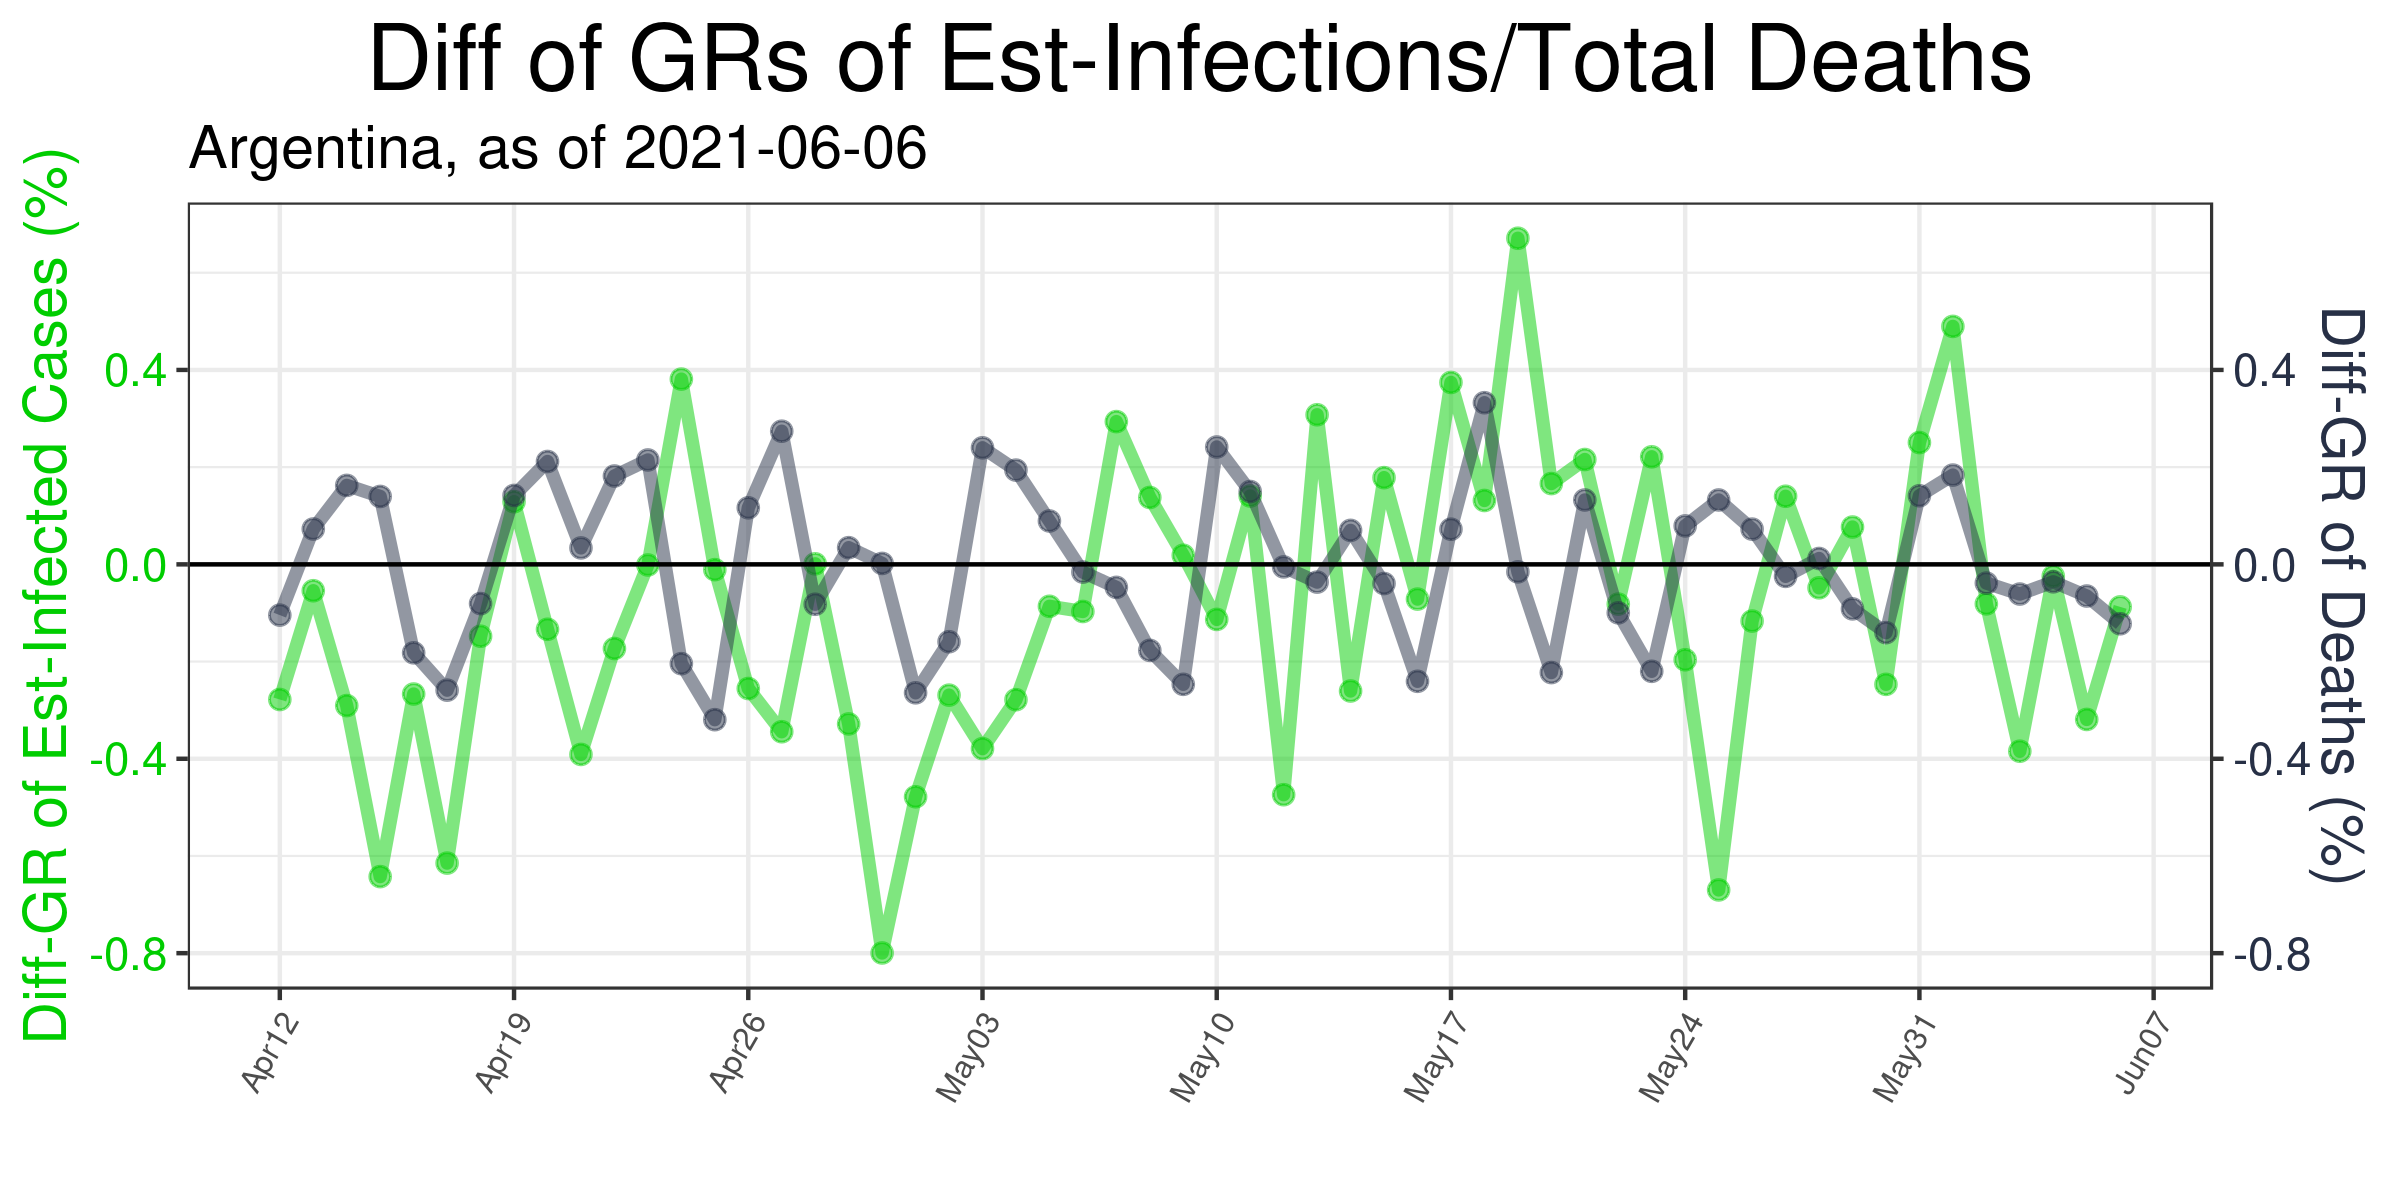 Diff of GRs of Est-Infections/Total Deaths
Argentina, as of 2021-06-06
Diff-GR of Est-Infected Cases (%)
0.4
0.0
-0.4
-0.8
0.4
0.0
-0.4
-0.8
Diff-GR of Deaths (%)
Apr12
Apr19
Apr26
May03
May10
May17
May24
May31
Jun07